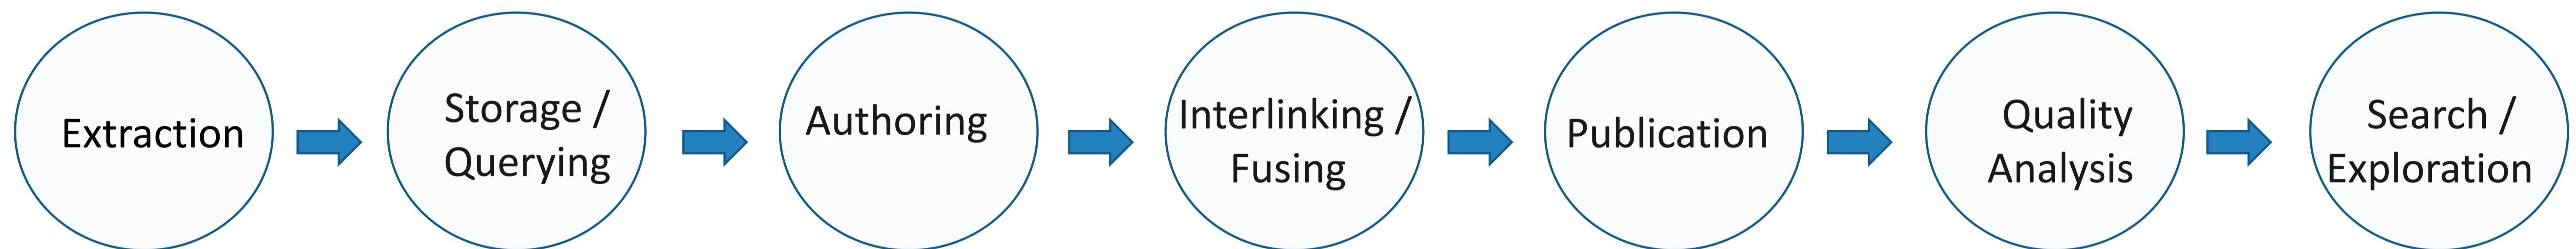 Extraction
Storage /
Querying
Authoring
Interlinking /
Fusing
Publication
Quality
Analysis
Search /
Exploration